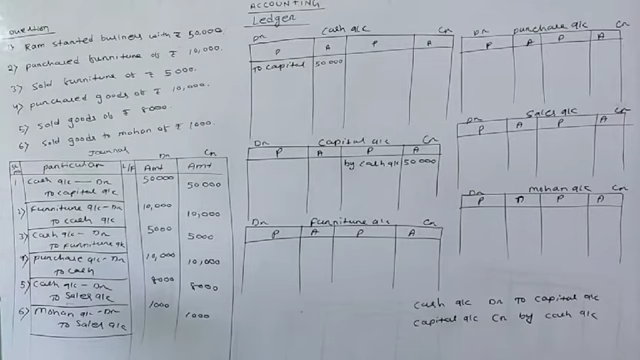 ACCOUNTING
Ledger
Question
1) Ram started business with ₹ 50,000
2) purchased furniture of ₹ 10,000.
3) Sold furniture of ₹ 5000.
4) purchased goods of ₹ 10,000.
5) Sold goods of ₹ 8000.
6) Sold goods to mohan of ₹ 1000.
Journal
Dr Cr
particular L/F Amt Amt
1 Cash a/c — Dr 50000
To capital a/c 50000
2) Furniture a/c - Dr 10,000
To cash a/c 10,000
3) Cash a/c - Dr 5000
To Furniture a/c 5000
4) purchase a/c - Dr 10,000
To cash 10,000
5) Cash a/c - Dr 8000
To Sales a/c 8000
6) Mohan a/c - Dr 1000
To Sales a/c 1000
Dr Cash a/c Cr
P A P A
To capital 50000
Dr Capital a/c Cr
P A P A
by cash a/c 50000
Dr Furniture a/c Cr
P A P A
Dr purchase a/c Cr
P A P A
Dr Sales a/c Cr
P A P A
Dr mohan a/c Cr
P A P A
Cash a/c Dr To capital a/c
Capital a/c Cr by cash a/c